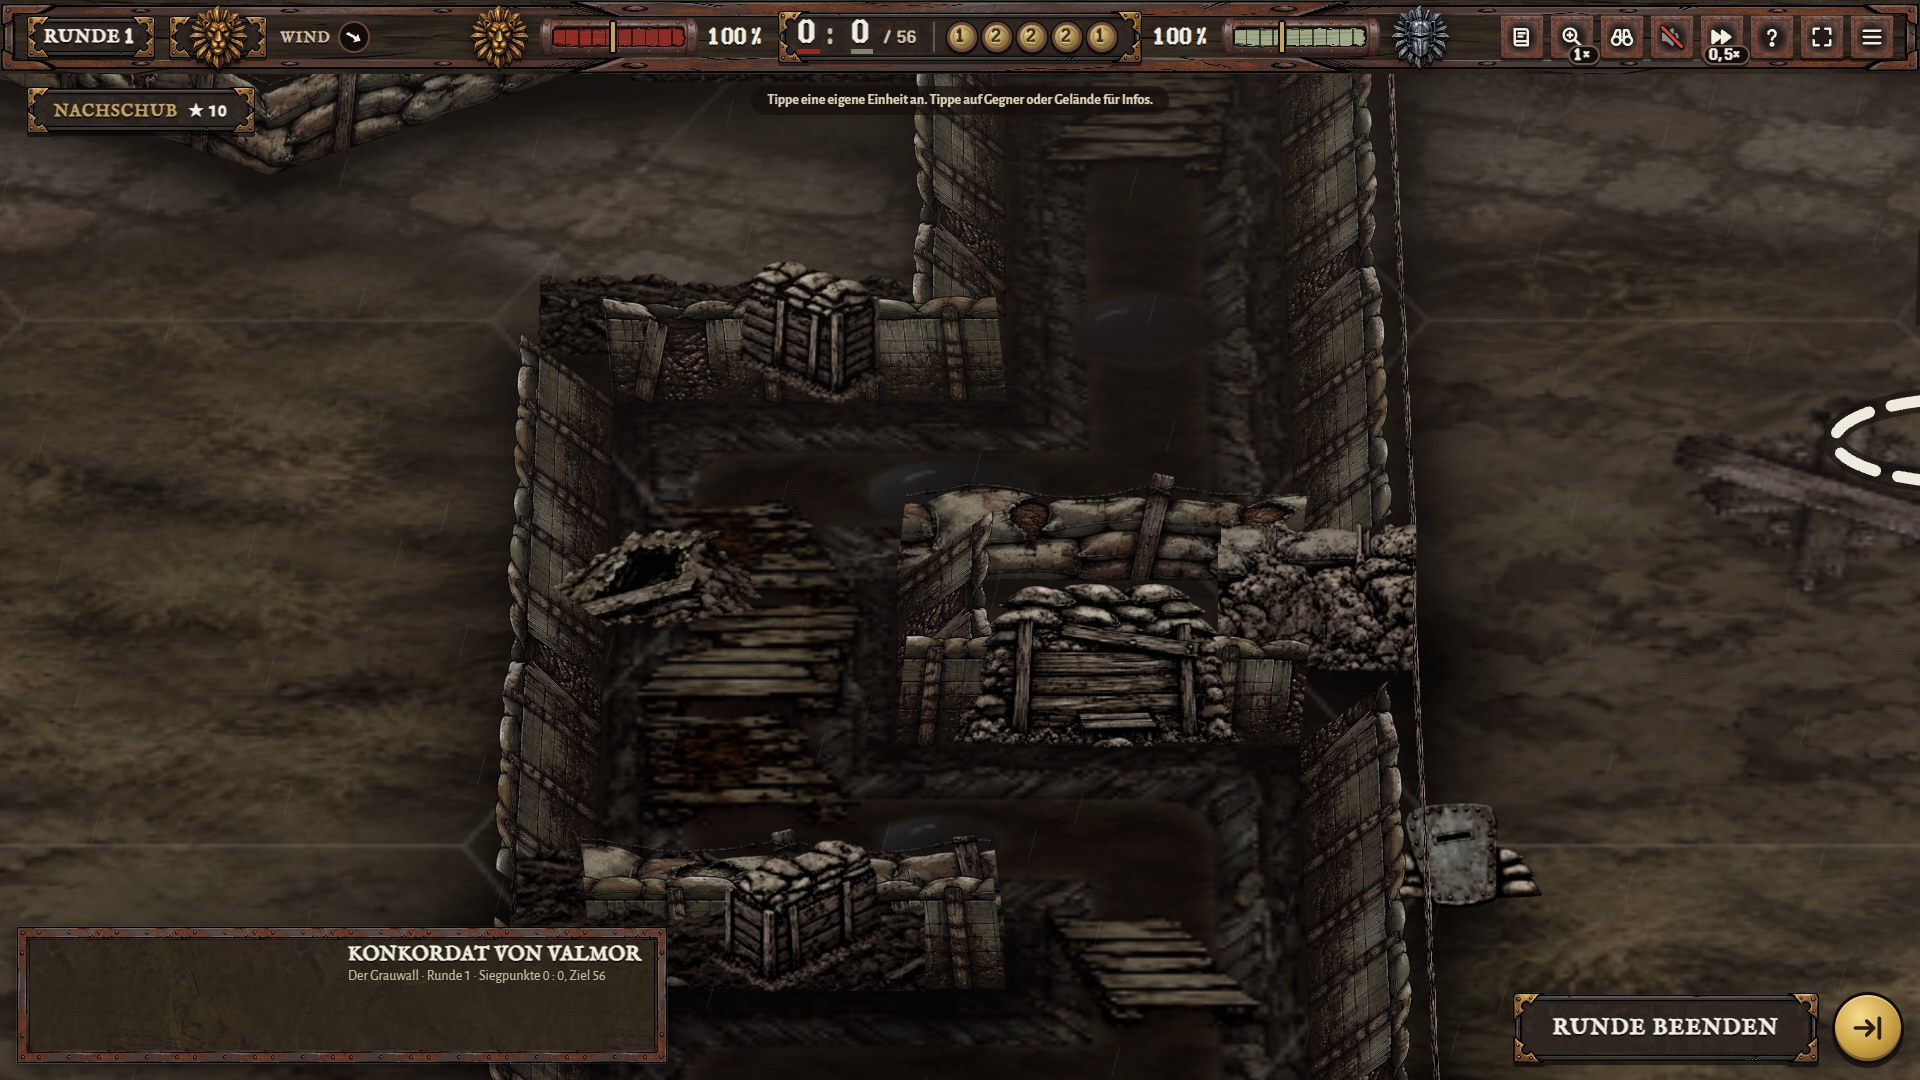 RUNDE 1
WIND
100%
0 : 0 / 56
1 2 2 2 1
100%
1×
0,5×
?
NACHSCHUB ★ 10
Tippe eine eigene Einheit an. Tippe auf Gegner oder Gelände für Infos.
KONKORDAT VON VALMOR
Der Grauwall · Runde 1 · Siegpunkte 0 : 0, Ziel 56
RUNDE BEENDEN